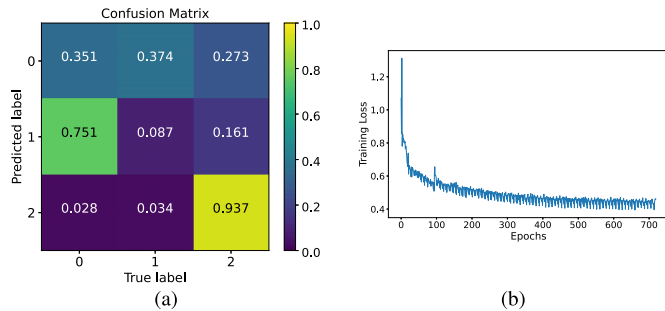 Confusion Matrix
Predicted label
0
1
2
0.351 0.374 0.273
0.751 0.087 0.161
0.028 0.034 0.937
0 1 2
True label
1.0
0.8
0.6
0.4
0.2
0.0
(a)
Training Loss
1,2
1.0
0.8
0.6
0.4
0 100 200 300 400 500 600 700
Epochs
(b)